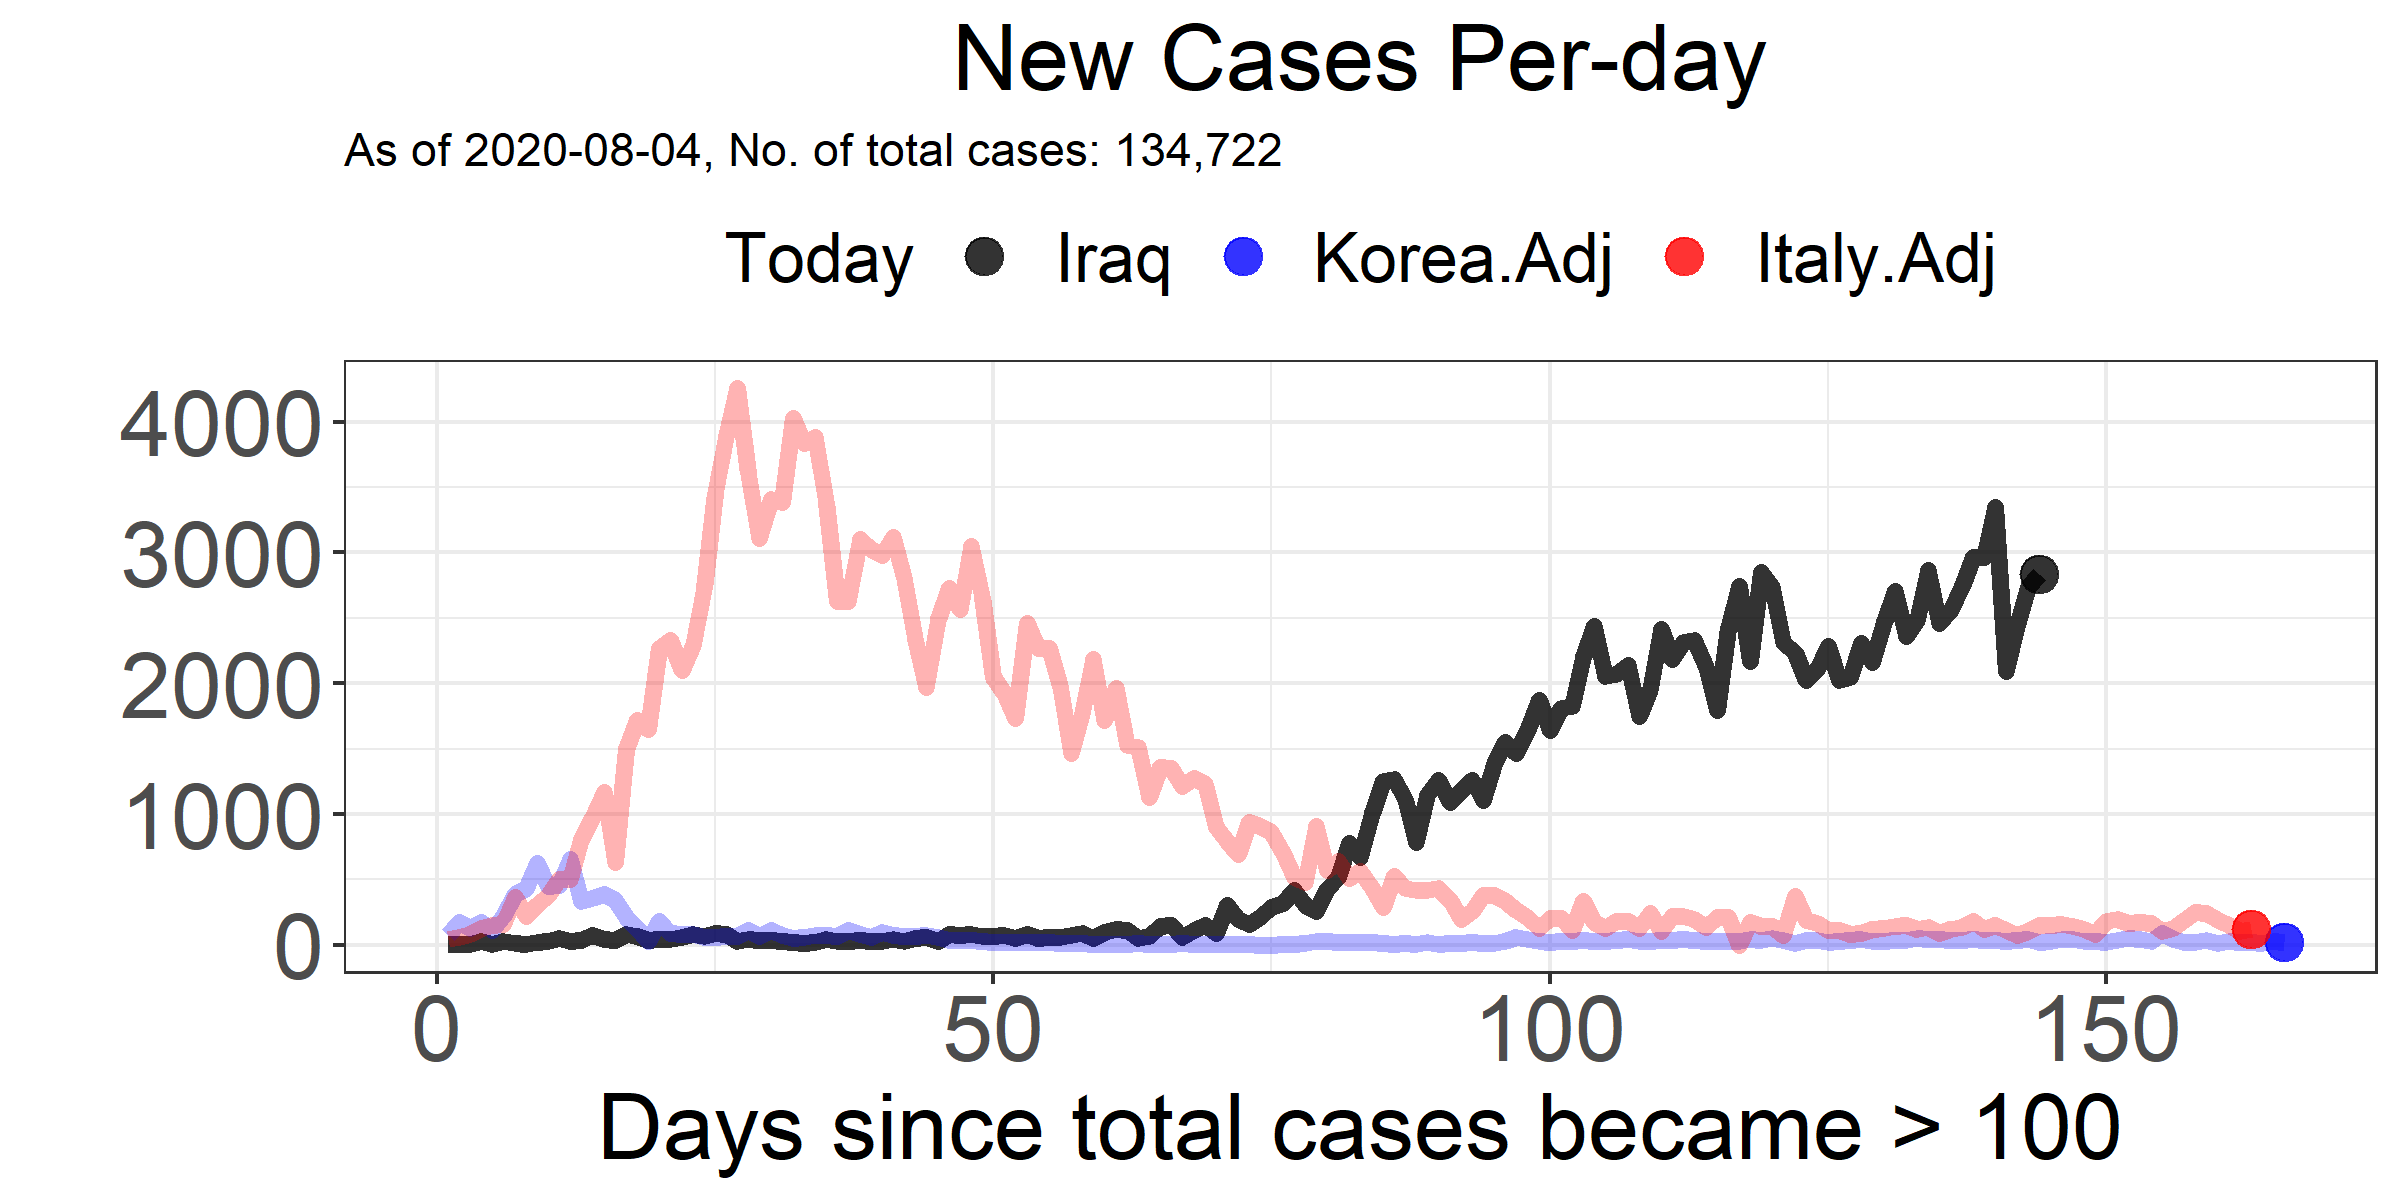 New Cases Per-day
As of 2020-08-04, No. of total cases: 134,722
Today Iraq Korea.Adj Italy.Adj
4000
3000
2000
1000
0
0 50 100 150
Days since total cases became > 100